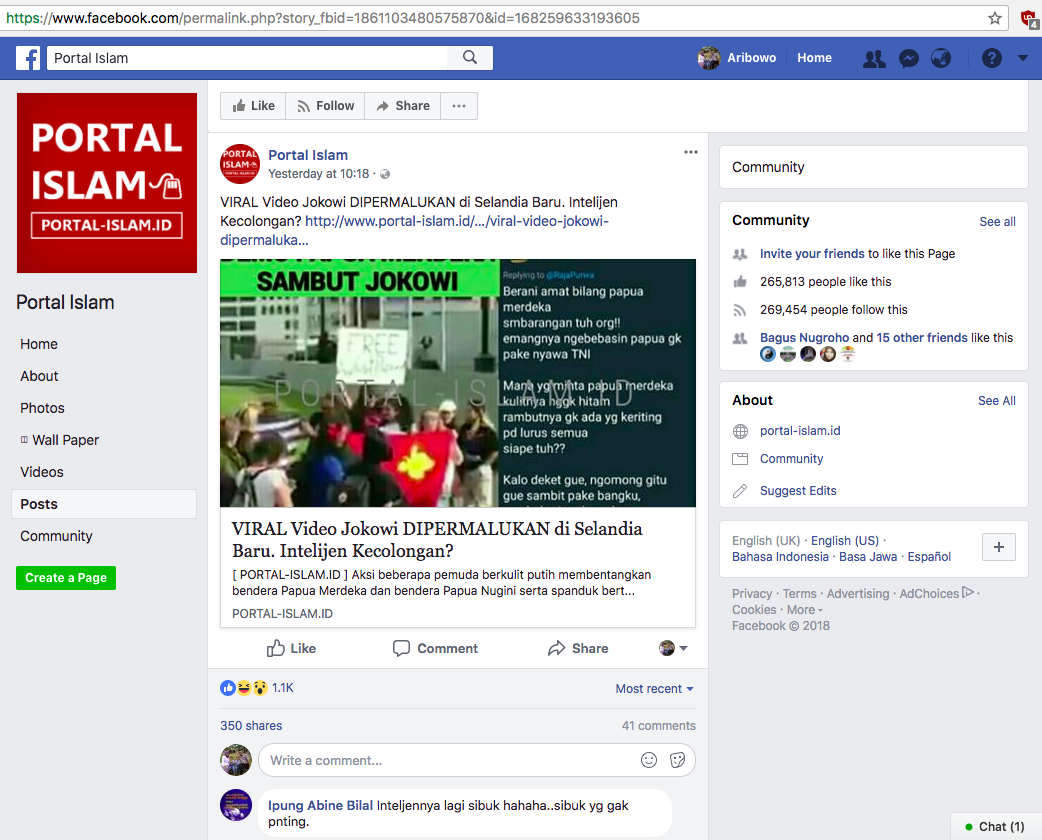 https://www.facebook.com/permalink.php?story_fbid=1861103480575870&id=168259633193605
4
Portal Islam
Aribowo
Home
PORTAL
ISLAM
PORTAL-ISLAM.ID
Portal Islam
Home
About
Photos
Wall Paper
Videos
Posts
Community
Create a Page
Like
Follow
Share
PORTAL
ISLAM
Portal Islam
Yesterday at 10:18 ·
VIRAL Video Jokowi DIPERMALUKAN di Selandia Baru. Intelijen
Kecolongan? http://www.portal-islam.id/.../viral-video-jokowi-
dipermaluka...
SAMBUT JOKOWI
FREE
Replying to @RajaPurwa
Berani amat bilang papua
merdeka
smbarangan tuh org!!
emangnya ngebebasin papua gk
pake nyawa TNI
Mana yg minta papua merdeka
kulitnya hggk hitam
rambutnya gk ada yg keriting
pd lurus semua
siape tuh??
Kalo deket gue, ngomong gitu
gue sambit pake bangku,
PORTAL-ISLAM.ID
VIRAL Video Jokowi DIPERMALUKAN di Selandia
Baru. Intelijen Kecolongan?
[ PORTAL-ISLAM.ID ] Aksi beberapa pemuda berkulit putih membentangkan
bendera Papua Merdeka dan bendera Papua Nugini serta spanduk bert...
PORTAL-ISLAM.ID
Like
Comment
Share
1.1K
Most recent
350 shares
41 comments
Write a comment...
Ipung Abine Bilal Inteljennya lagi sibuk hahaha..sibuk yg gak
pnting.
Community
Community
See all
Invite your friends to like this Page
265,813 people like this
269,454 people follow this
Bagus Nugroho and 15 other friends like this
About
See All
portal-islam.id
Community
Suggest Edits
English (UK) · English (US) ·
Bahasa Indonesia · Basa Jawa · Español
Privacy · Terms · Advertising · AdChoices ·
Cookies · More
Facebook © 2018
Chat (1)